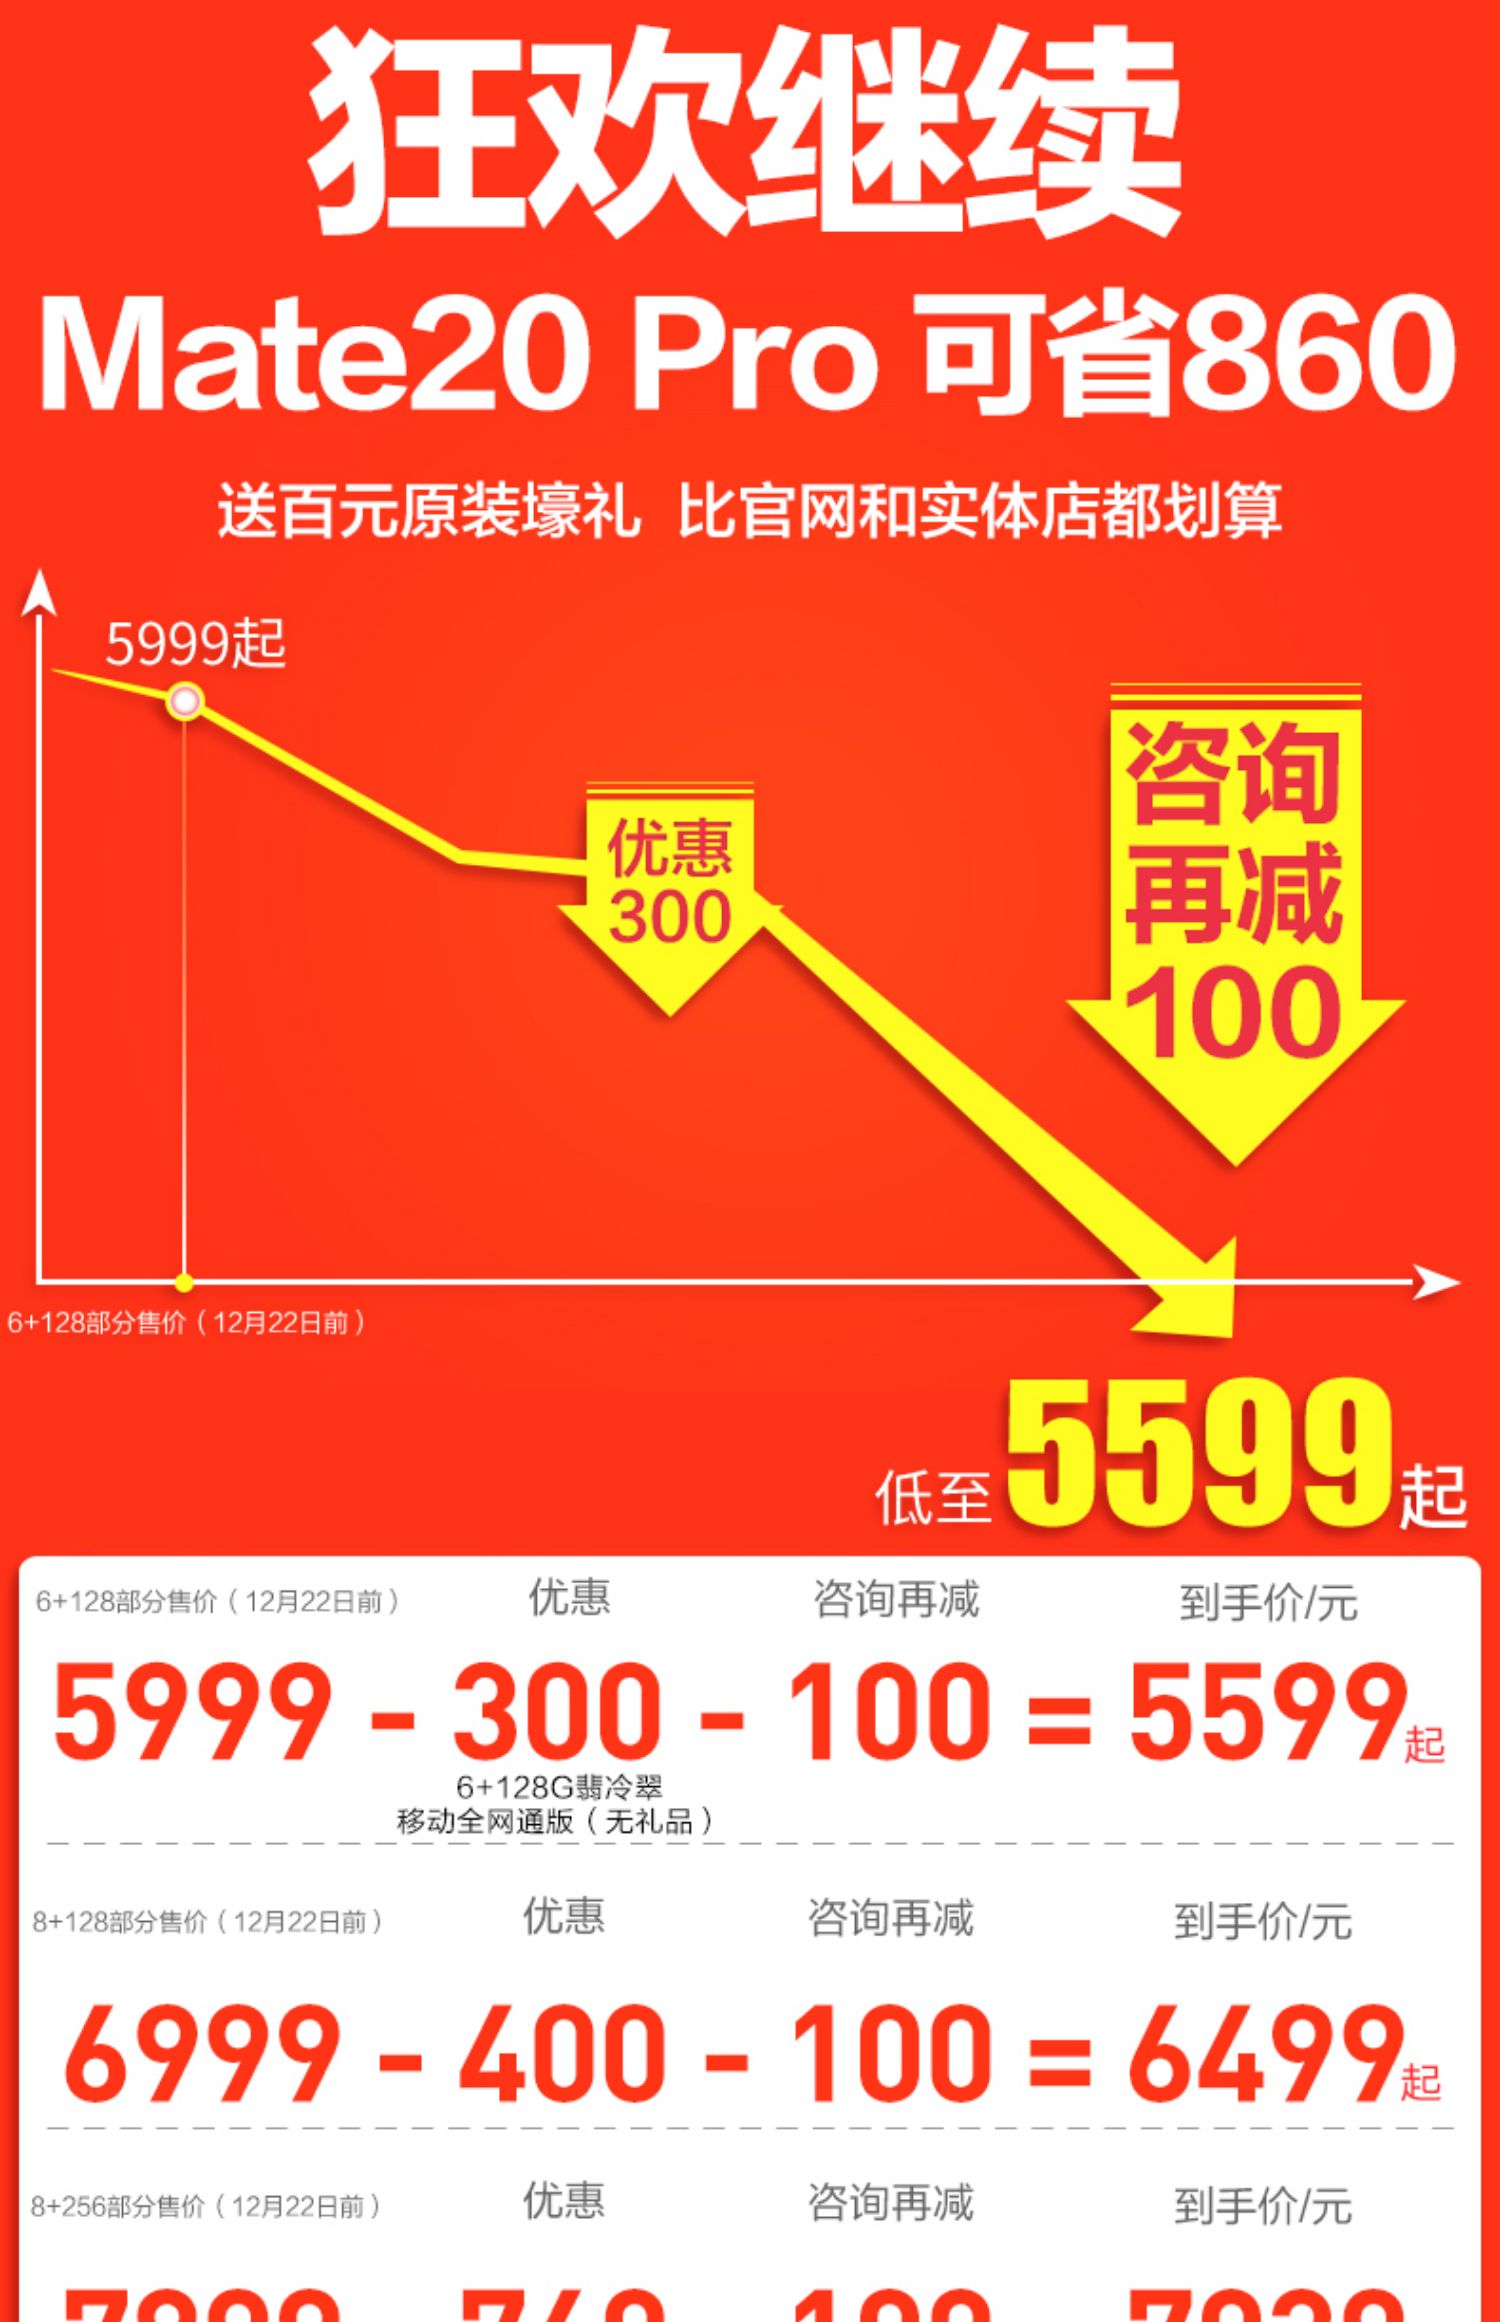 狂欢继续
Mate20 Pro 可省860
送百元原装壕礼 比官网和实体店都划算
5999起
优惠
300
咨询
再减
100
6+128部分售价（12月22日前）
低至5599起
6+128部分售价（12月22日前） 优惠 咨询再减 到手价/元
5999 - 300 - 100 = 5599起
6+128G翡冷翠
移动全网通版（无礼品）
8+128部分售价（12月22日前） 优惠 咨询再减 到手价/元
6999 - 400 - 100 = 6499起
8+256部分售价（12月22日前） 优惠 咨询再减 到手价/元